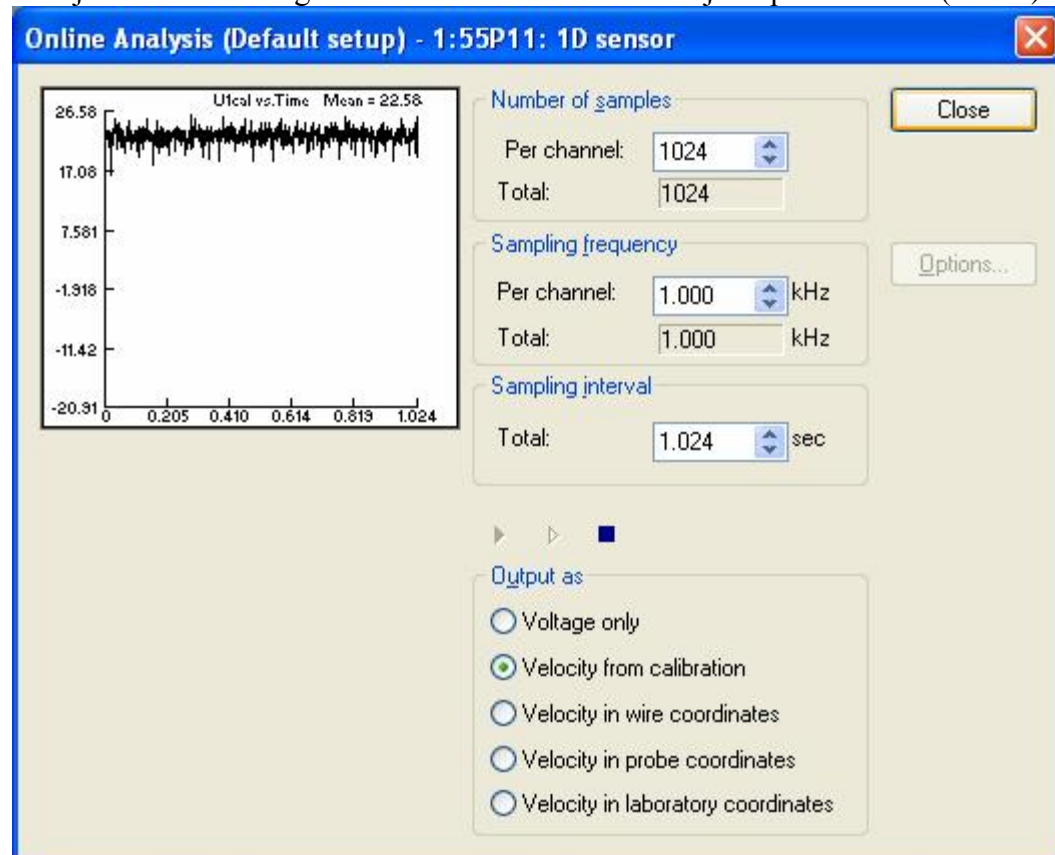 Online Analysis (Default setup) - 1:55P11: 1D sensor
U1cal vs.Time Mean = 22.58
26.58
17.08
7.581
-1.918
-11.42
-20.91
0 0.205 0.410 0.614 0.819 1.024
Number of samples
Per channel: 1024
Total: 1024
Sampling frequency
Per channel: 1.000 kHz
Total: 1.000 kHz
Sampling interval
Total: 1.024 sec
Output as
Voltage only
Velocity from calibration
Velocity in wire coordinates
Velocity in probe coordinates
Velocity in laboratory coordinates
Close
Options...